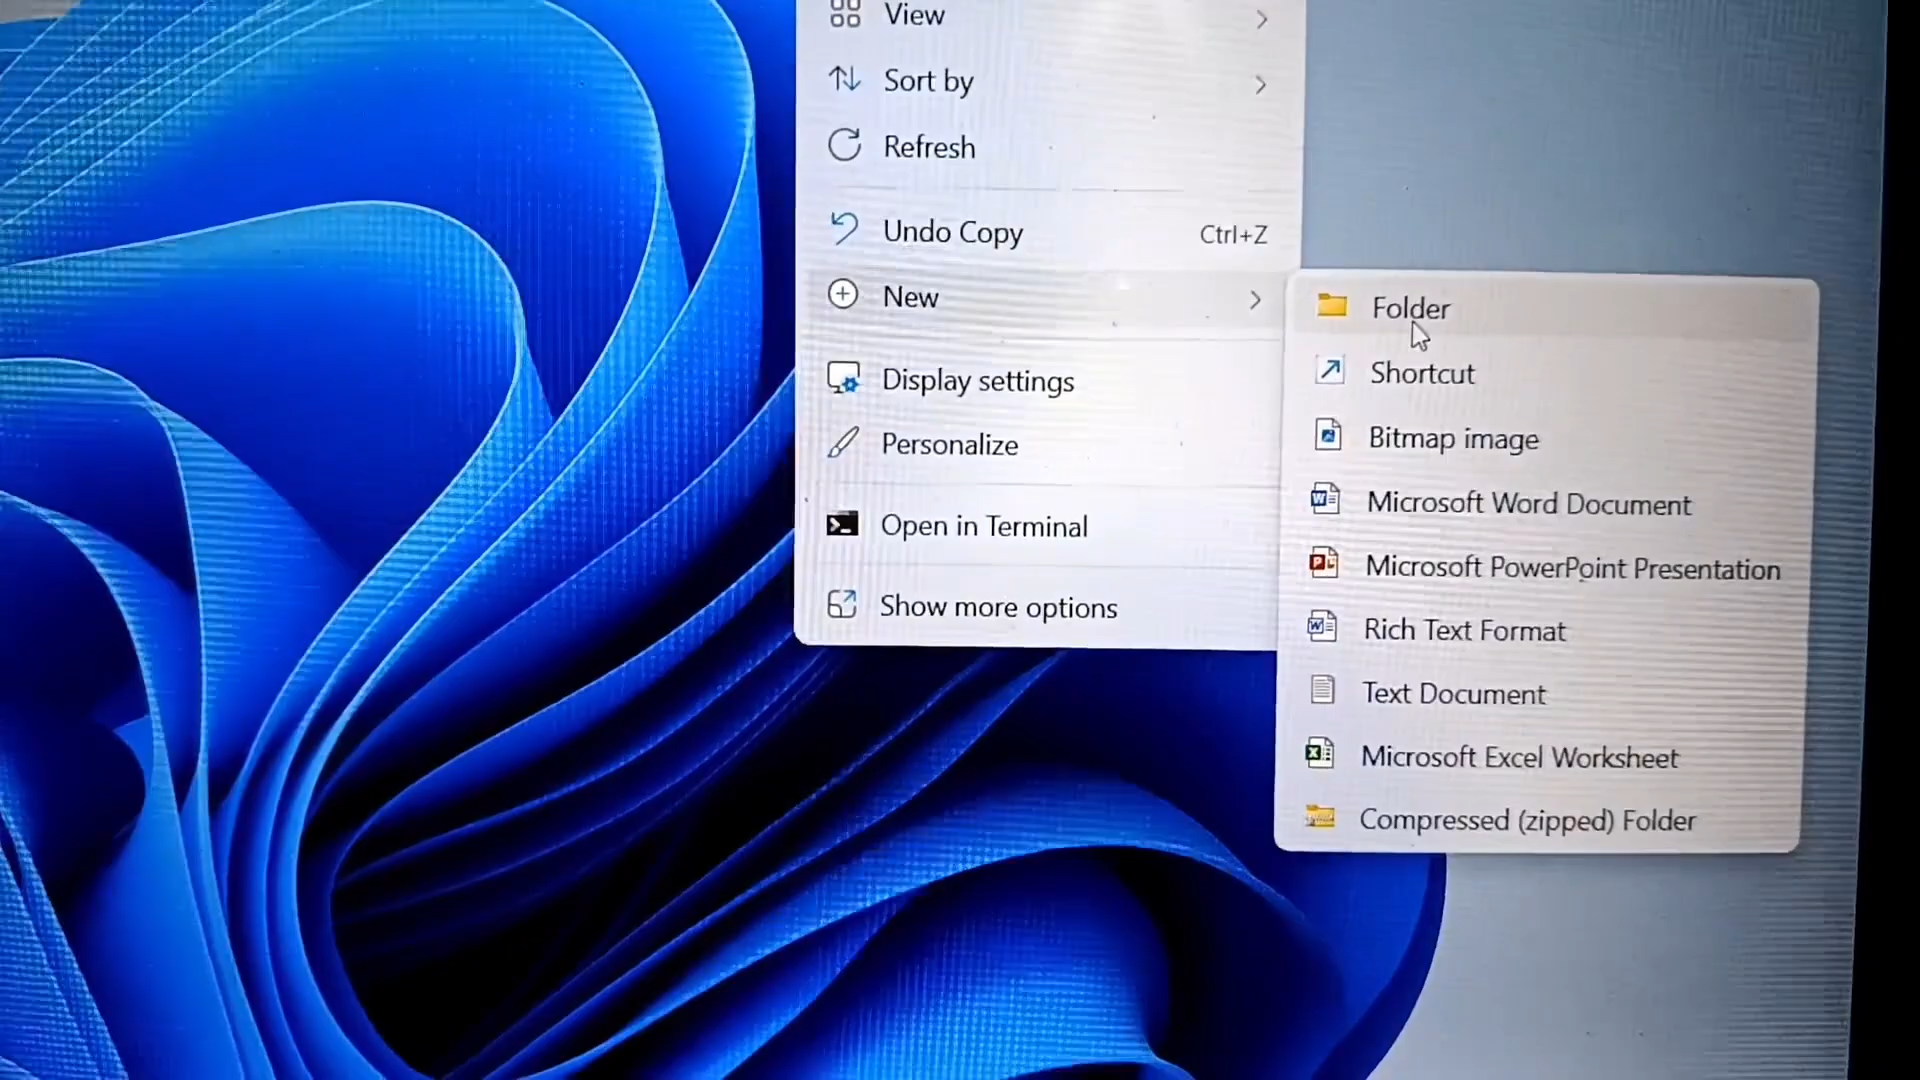 View
Sort by
Refresh
Undo Copy Ctrl+Z
New
Display settings
Personalize
Open in Terminal
Show more options
Folder
Shortcut
Bitmap image
Microsoft Word Document
Microsoft PowerPoint Presentation
Rich Text Format
Text Document
Microsoft Excel Worksheet
Compressed (zipped) Folder